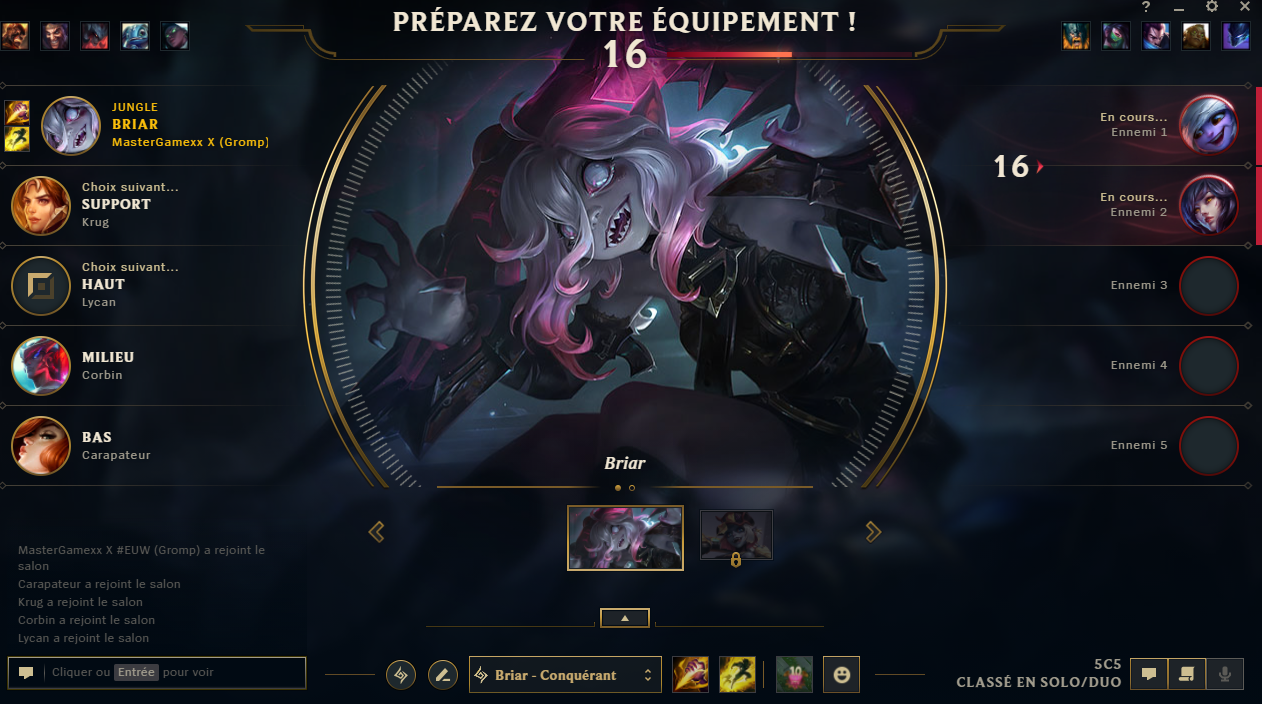 PRÉPAREZ VOTRE ÉQUIPEMENT !
16
JUNGLE
BRIAR
MasterGamexx X (Gromp)
Choix suivant...
SUPPORT
Krug
Choix suivant...
HAUT
Lycan
MILIEU
Corbin
BAS
Carapateur
En cours...
Ennemi 1
16
En cours...
Ennemi 2
Ennemi 3
Ennemi 4
Ennemi 5
Briar
MasterGamexx X #EUW (Gromp) a rejoint le
salon
Carapateur a rejoint le salon
Krug a rejoint le salon
Corbin a rejoint le salon
Lycan a rejoint le salon
Cliquer ou Entrée pour voir
Briar - Conquérant
10
5C5
CLASSÉ EN SOLO/DUO